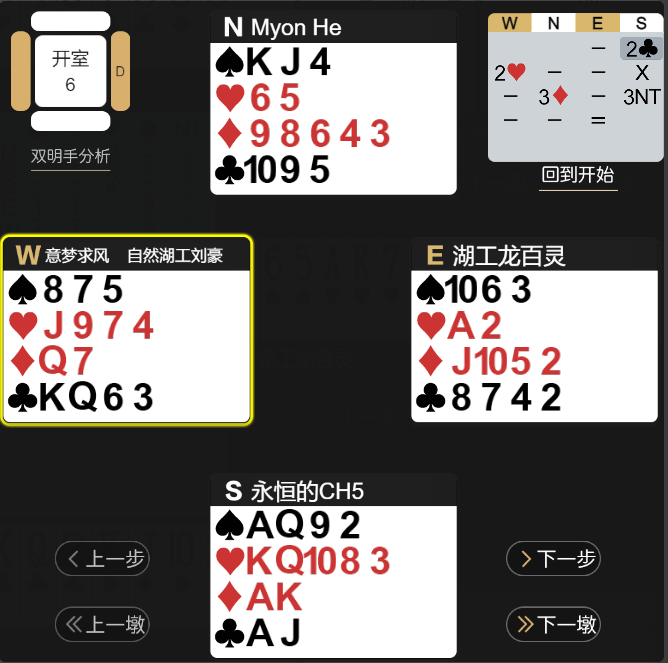 开室
6
D
双明手分析
N Myon He
♠K J 4
♥6 5
♦9 8 6 4 3
♣10 9 5
W N E S
– 2♣
2♥ – – X
– 3♦ – 3NT
– – =
回到开始
W 意梦求风 自然湖工刘豪
♠8 7 5
♥J 9 7 4
♦Q 7
♣K Q 6 3
E 湖工龙百灵
♠10 6 3
♥A 2
♦J 10 5 2
♣8 7 4 2
S 永恒的CH5
♠A Q 9 2
♥K Q 10 8 3
♦A K
♣A J
上一步
下一步
上一墩
下一墩